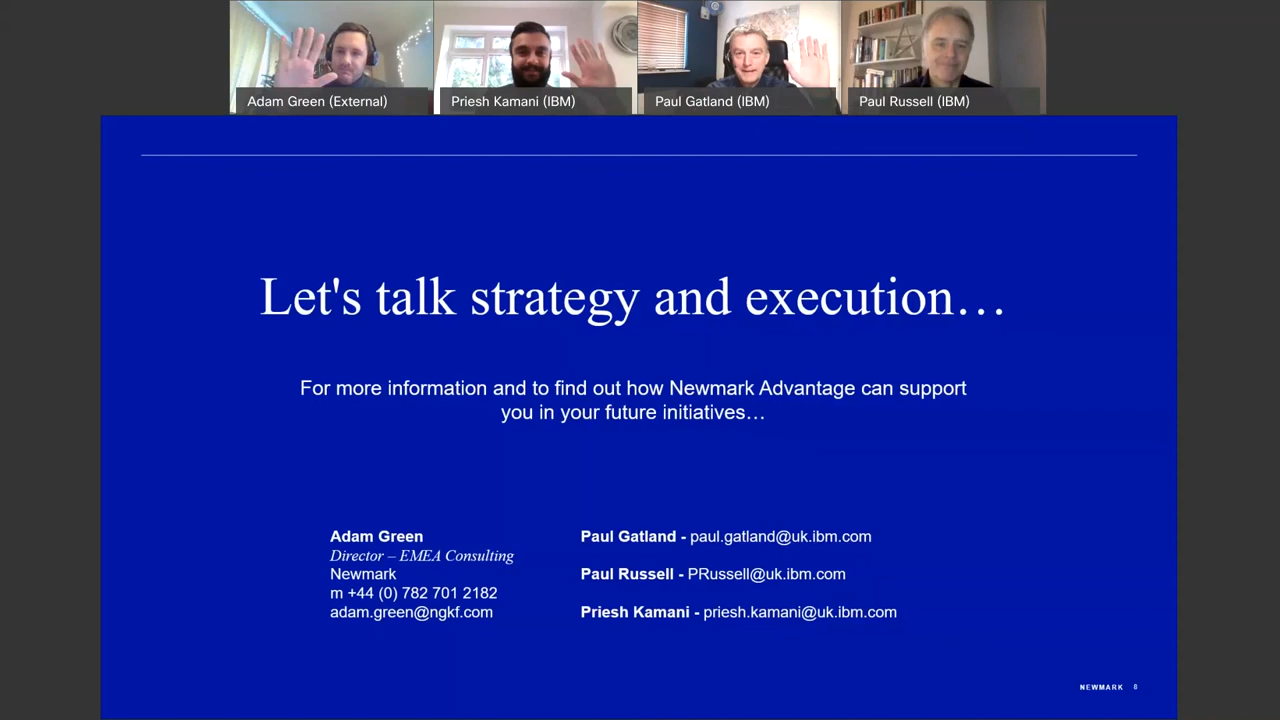 Adam Green (External)
Priesh Kamani (IBM)
Paul Gatland (IBM)
Paul Russell (IBM)
Let's talk strategy and execution…
For more information and to find out how Newmark Advantage can support
you in your future initiatives…
Adam Green
Director – EMEA Consulting
Newmark
m +44 (0) 782 701 2182
adam.green@ngkf.com
Paul Gatland - paul.gatland@uk.ibm.com
Paul Russell - PRussell@uk.ibm.com
Priesh Kamani - priesh.kamani@uk.ibm.com
NEWMARK 8